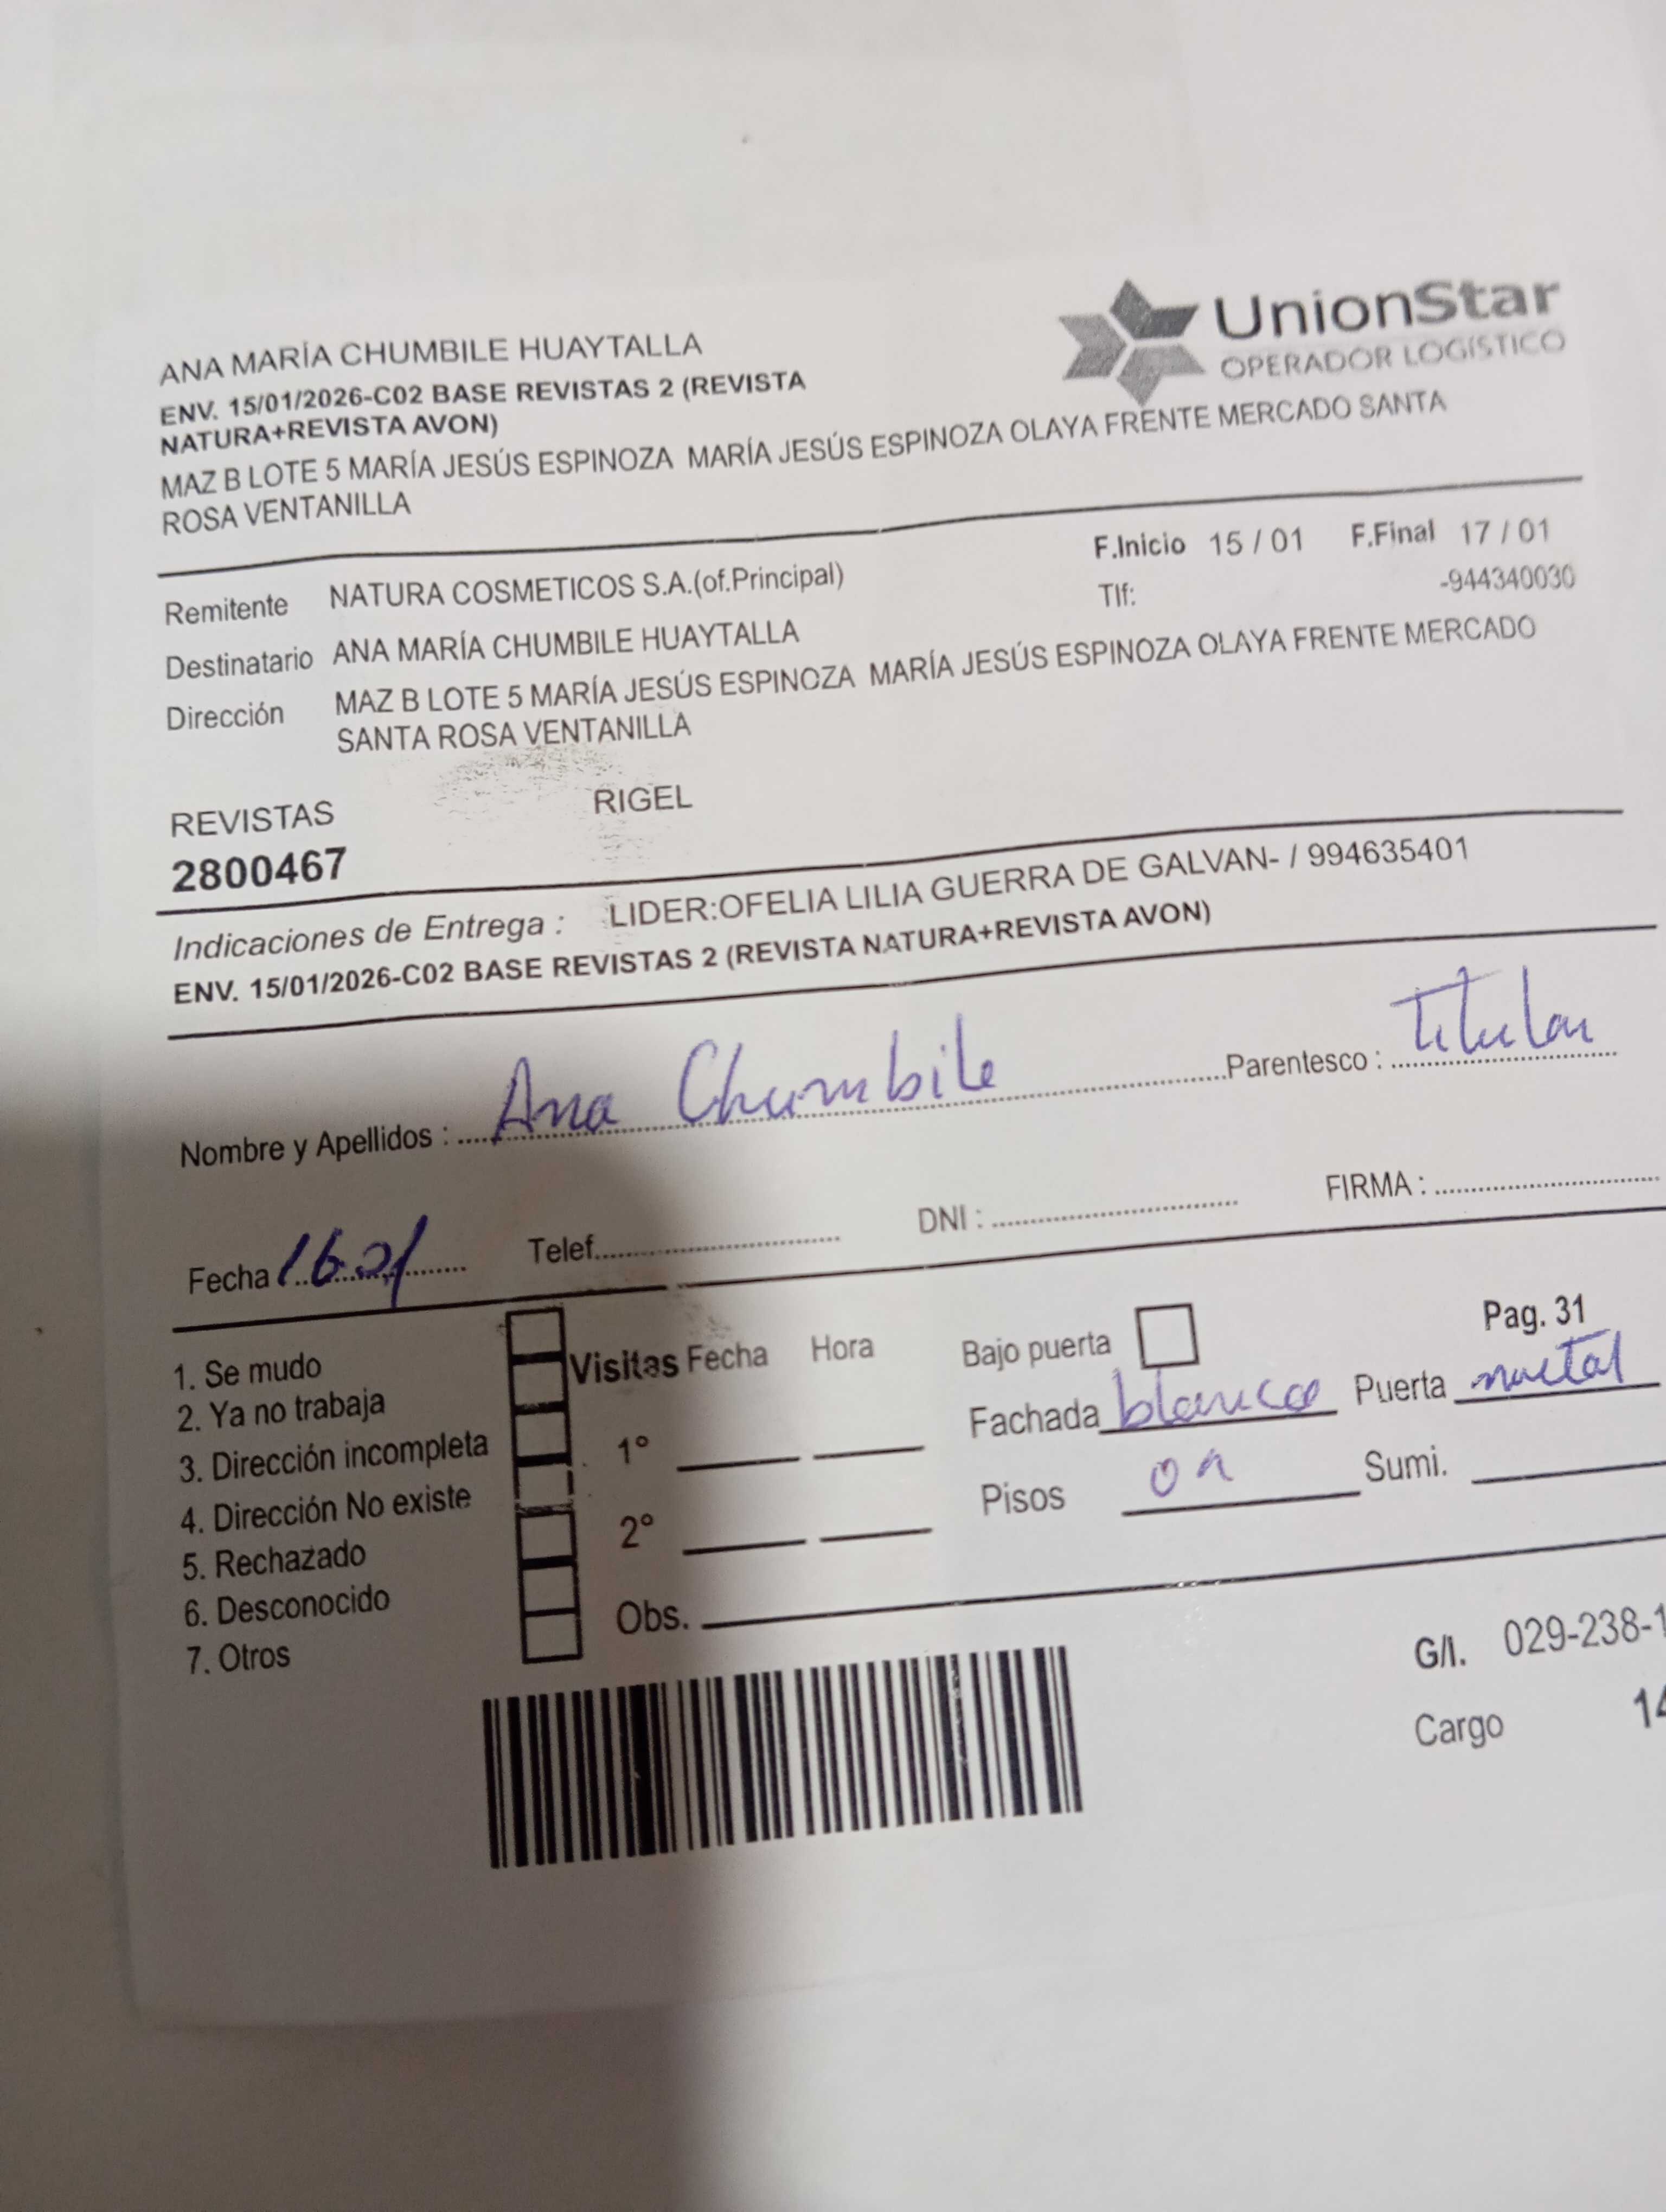 UnionStar
OPERADOR LOGÍSTICO
ANA MARÍA CHUMBILE HUAYTALLA
ENV. 15/01/2026-C02 BASE REVISTAS 2 (REVISTA
NATURA+REVISTA AVON)
MAZ B LOTE 5 MARÍA JESÚS ESPINOZA MARÍA JESÚS ESPINOZA OLAYA FRENTE MERCADO SANTA
ROSA VENTANILLA
F.Inicio 15 / 01 F.Final 17 / 01
Remitente NATURA COSMETICOS S.A.(of.Principal)
Tlf: -944340030
Destinatario ANA MARÍA CHUMBILE HUAYTALLA
Dirección MAZ B LOTE 5 MARÍA JESÚS ESPINOZA MARÍA JESÚS ESPINOZA OLAYA FRENTE MERCADO
SANTA ROSA VENTANILLA
REVISTAS RIGEL
2800467
Indicaciones de Entrega : LIDER:OFELIA LILIA GUERRA DE GALVAN- / 994635401
ENV. 15/01/2026-C02 BASE REVISTAS 2 (REVISTA NATURA+REVISTA AVON)
Nombre y Apellidos : Ana Chumbile Parentesco : Titular
Fecha 16.01 Telef. DNI : FIRMA :
Pag. 31
1. Se mudo
2. Ya no trabaja
3. Dirección incompleta
4. Dirección No existe
5. Rechazado
6. Desconocido
7. Otros
Visitas Fecha Hora
1°
2°
Obs.
Bajo puerta
Fachada blanca Puerta metal
Pisos Sumi.
G/I. 029-238-1
Cargo 14